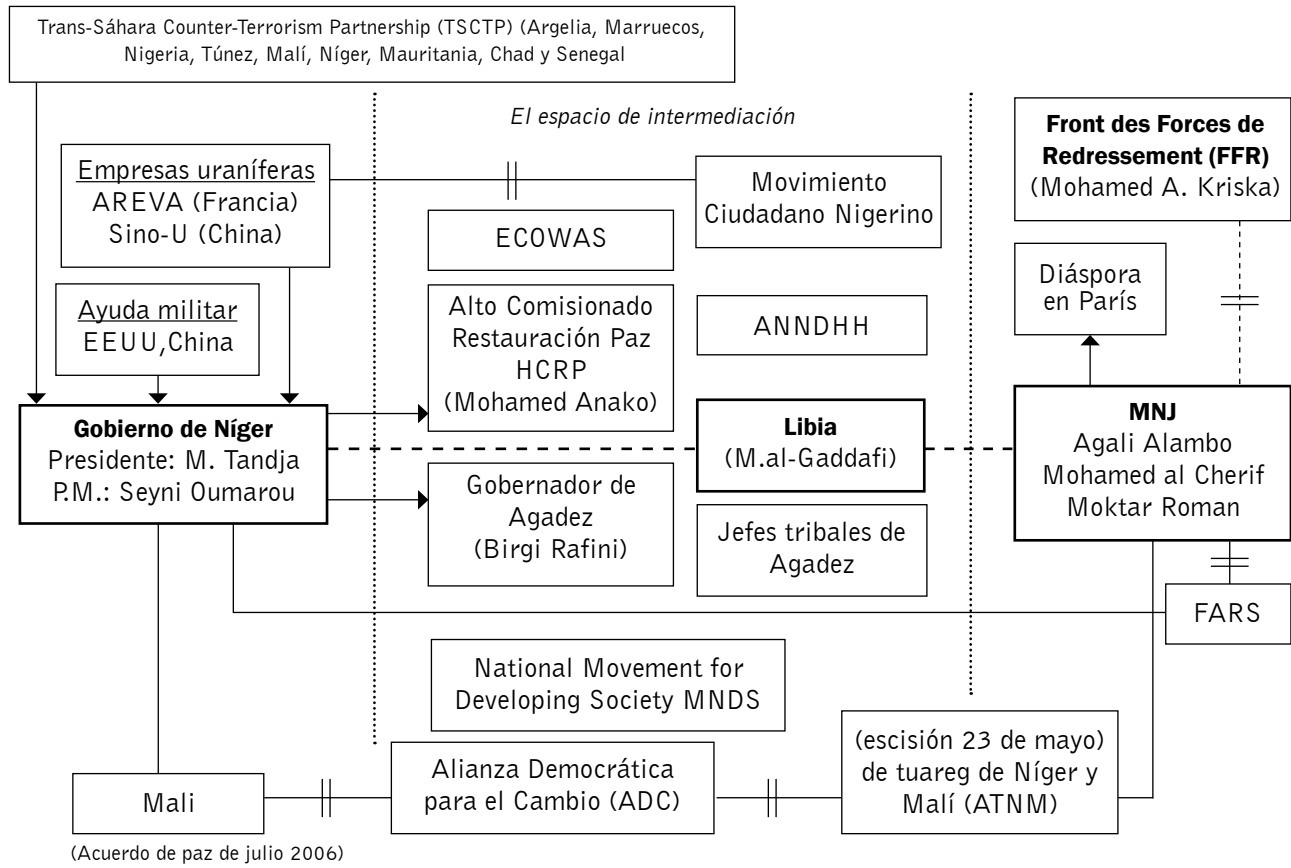 Trans-Sáhara Counter-Terrorism Partnership (TSCTP) (Argelia, Marruecos,
Nigeria, Túnez, Malí, Níger, Mauritania, Chad y Senegal
El espacio de intermediación
Empresas uraníferas
AREVA (Francia)
Sino-U (China)
Ayuda militar
EEUU,China
Gobierno de Níger
Presidente: M. Tandja
P.M.: Seyni Oumarou
ECOWAS
Alto Comisionado
Restauración Paz
HCRP
(Mohamed Anako)
Gobernador de
Agadez
(Birgi Rafini)
Movimiento
Ciudadano Nigerino
ANNDHH
Libia
(M.al-Gaddafi)
Jefes tribales de
Agadez
Front des Forces de
Redressement (FFR)
(Mohamed A. Kriska)
Diáspora
en París
MNJ
Agali Alambo
Mohamed al Cherif
Moktar Roman
FARS
National Movement for
Developing Society MNDS
Mali
(Acuerdo de paz de julio 2006)
Alianza Democrática
para el Cambio (ADC)
(escisión 23 de mayo)
de tuareg de Níger y
Malí (ATNM)